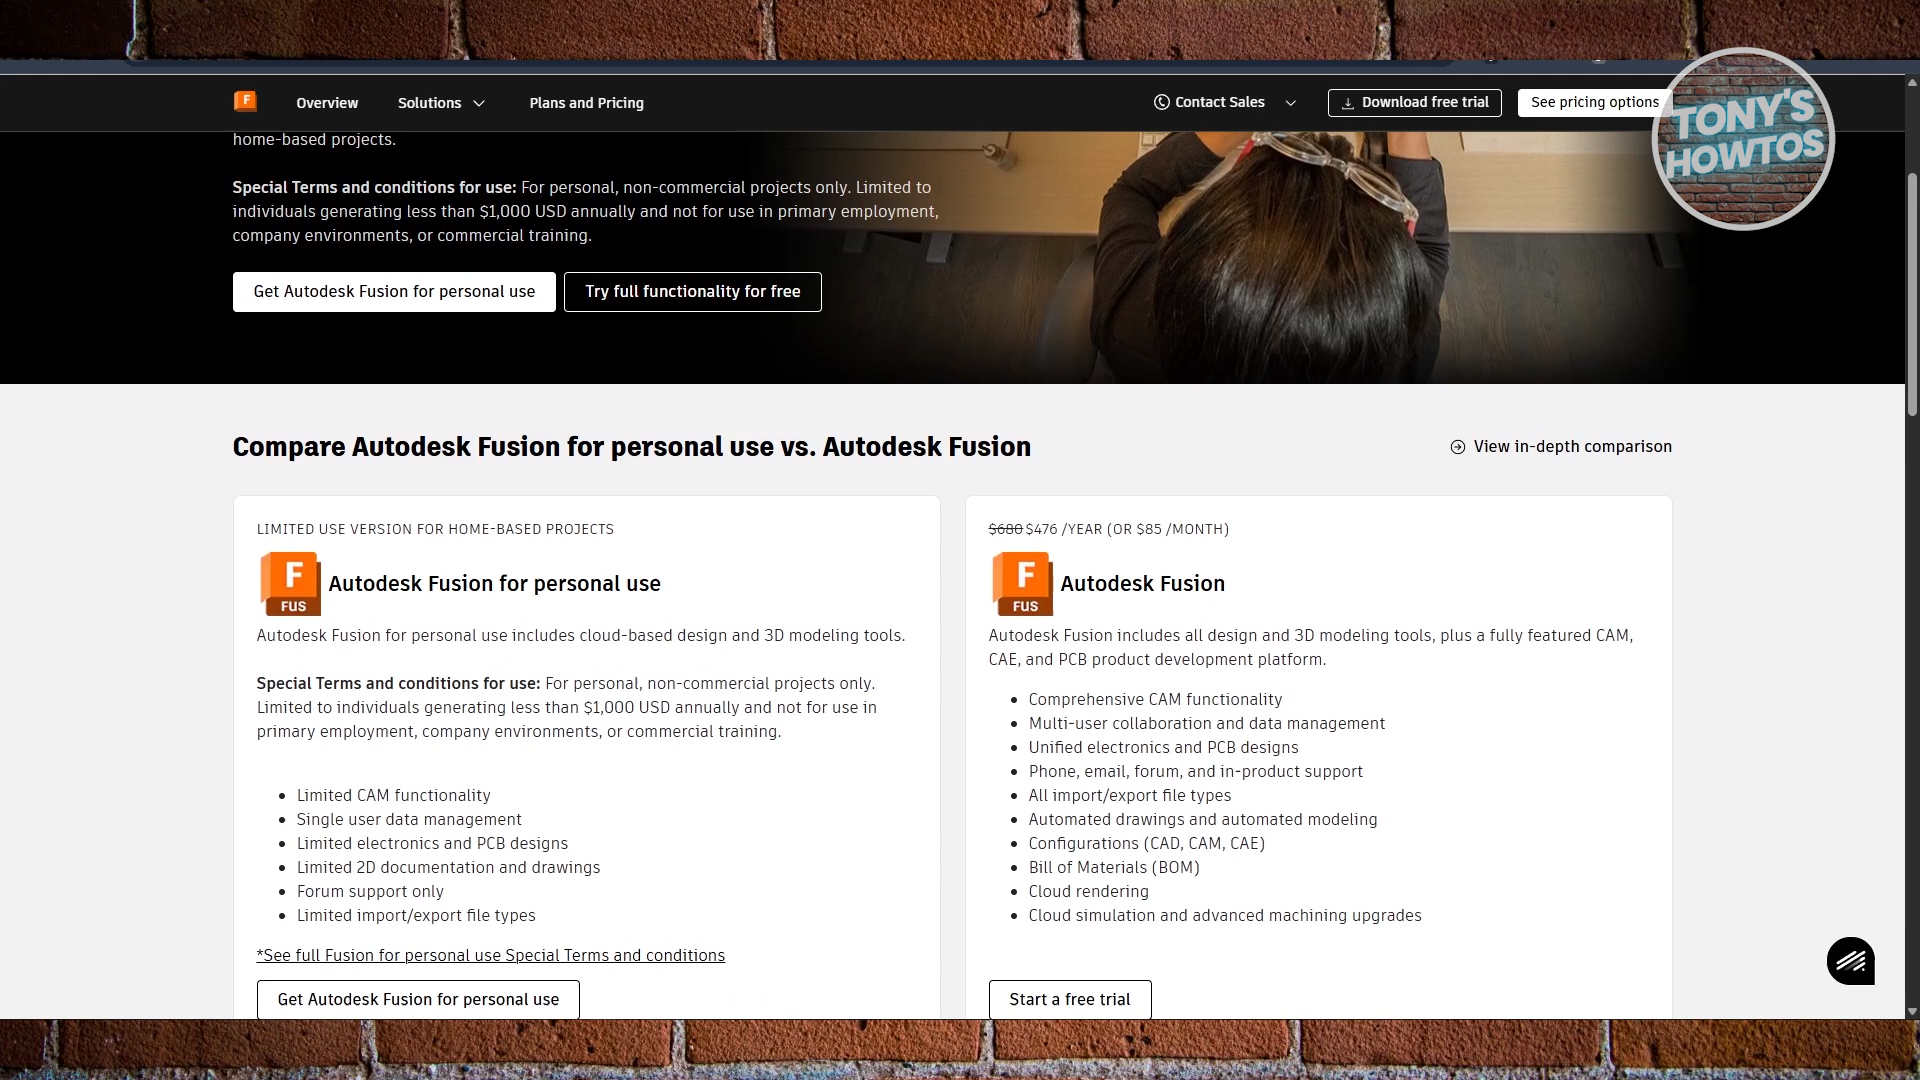 Overview
Solutions
Plans and Pricing
Contact Sales
Download free trial
See pricing options
TONY'S
HOWTOS
home-based projects.
Special Terms and conditions for use: For personal, non-commercial projects only. Limited to
individuals generating less than $1,000 USD annually and not for use in primary employment,
company environments, or commercial training.
Get Autodesk Fusion for personal use
Try full functionality for free
Compare Autodesk Fusion for personal use vs. Autodesk Fusion
View in-depth comparison
LIMITED USE VERSION FOR HOME-BASED PROJECTS
F
FUS
Autodesk Fusion for personal use
Autodesk Fusion for personal use includes cloud-based design and 3D modeling tools.
Special Terms and conditions for use: For personal, non-commercial projects only.
Limited to individuals generating less than $1,000 USD annually and not for use in
primary employment, company environments, or commercial training.
Limited CAM functionality
Single user data management
Limited electronics and PCB designs
Limited 2D documentation and drawings
Forum support only
Limited import/export file types
*See full Fusion for personal use Special Terms and conditions
Get Autodesk Fusion for personal use
$680 $476 /YEAR (OR $85 /MONTH)
F
FUS
Autodesk Fusion
Autodesk Fusion includes all design and 3D modeling tools, plus a fully featured CAM,
CAE, and PCB product development platform.
Comprehensive CAM functionality
Multi-user collaboration and data management
Unified electronics and PCB designs
Phone, email, forum, and in-product support
All import/export file types
Automated drawings and automated modeling
Configurations (CAD, CAM, CAE)
Bill of Materials (BOM)
Cloud rendering
Cloud simulation and advanced machining upgrades
Start a free trial